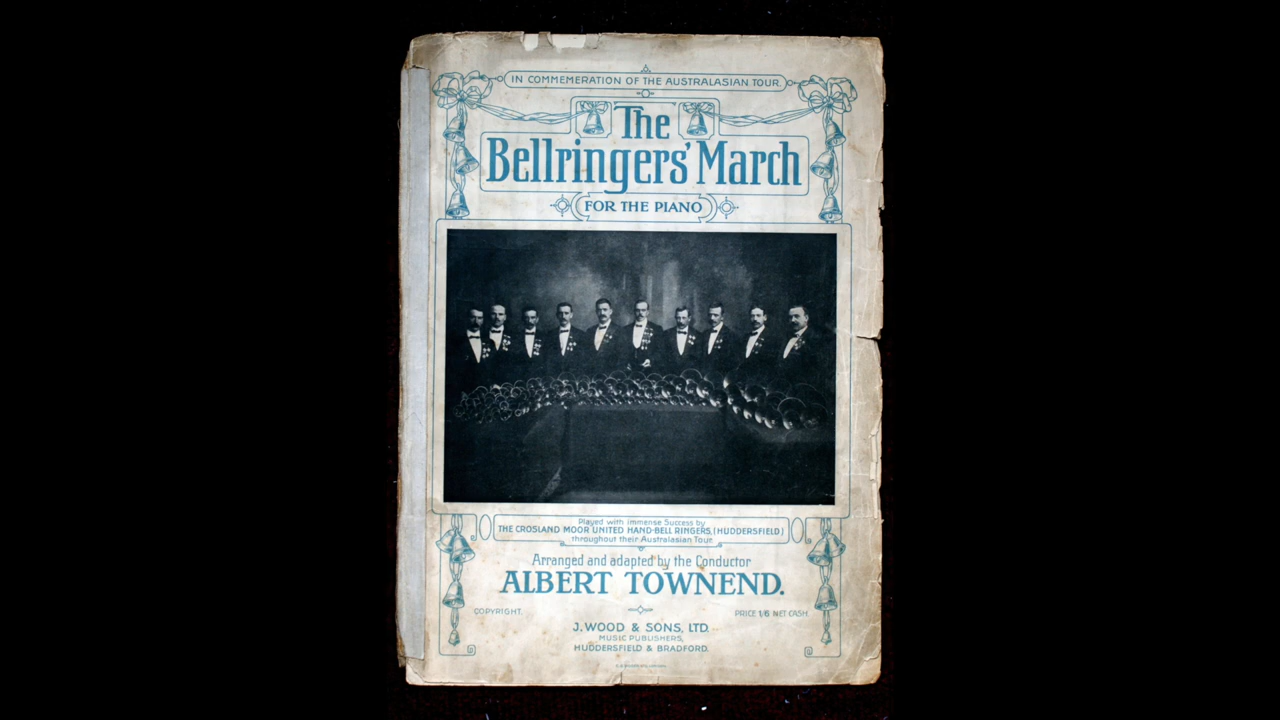 IN COMMEMERATION OF THE AUSTRALASIAN TOUR.
The
Bellringers' March
FOR THE PIANO
Played with immense Success by
THE CROSLAND MOOR UNITED HAND-BELL RINGERS, (HUDDERSFIELD)
throughout their Australasian Tour.
Arranged and adapted by the Conductor
ALBERT TOWNEND.
COPYRIGHT.
PRICE 1/6. NET CASH.
J. WOOD & SONS, LTD.
MUSIC PUBLISHERS,
HUDDERSFIELD & BRADFORD.